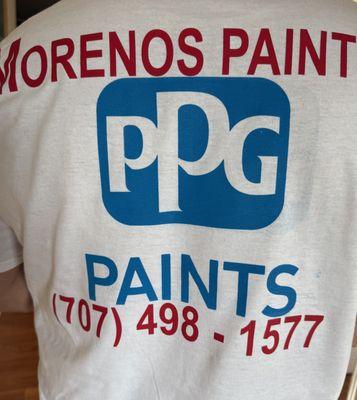 MORENOS PAINT
PPG
PAINTS
(707) 498 - 1577